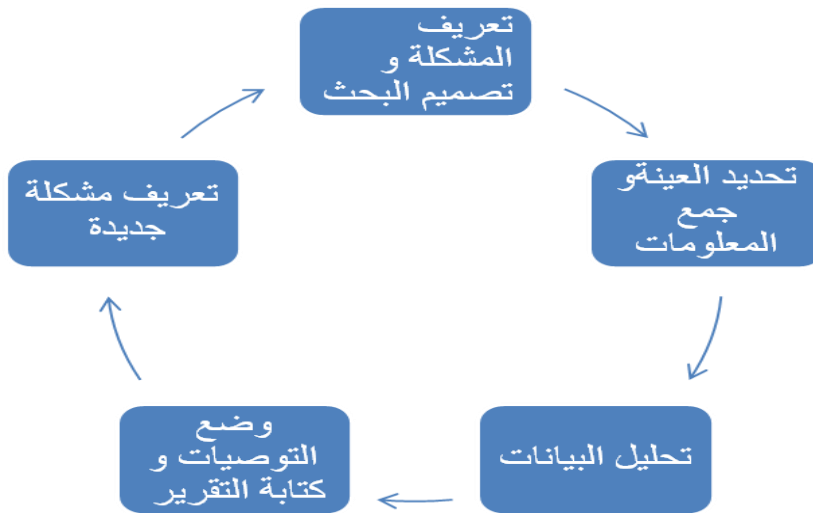 تعريف
المشكلة و
تصميم البحث
تحديد العينةو
جمع
المعلومات
تحليل البيانات
وضع
التوصيات و
كتابة التقرير
تعريف مشكلة
جديدة